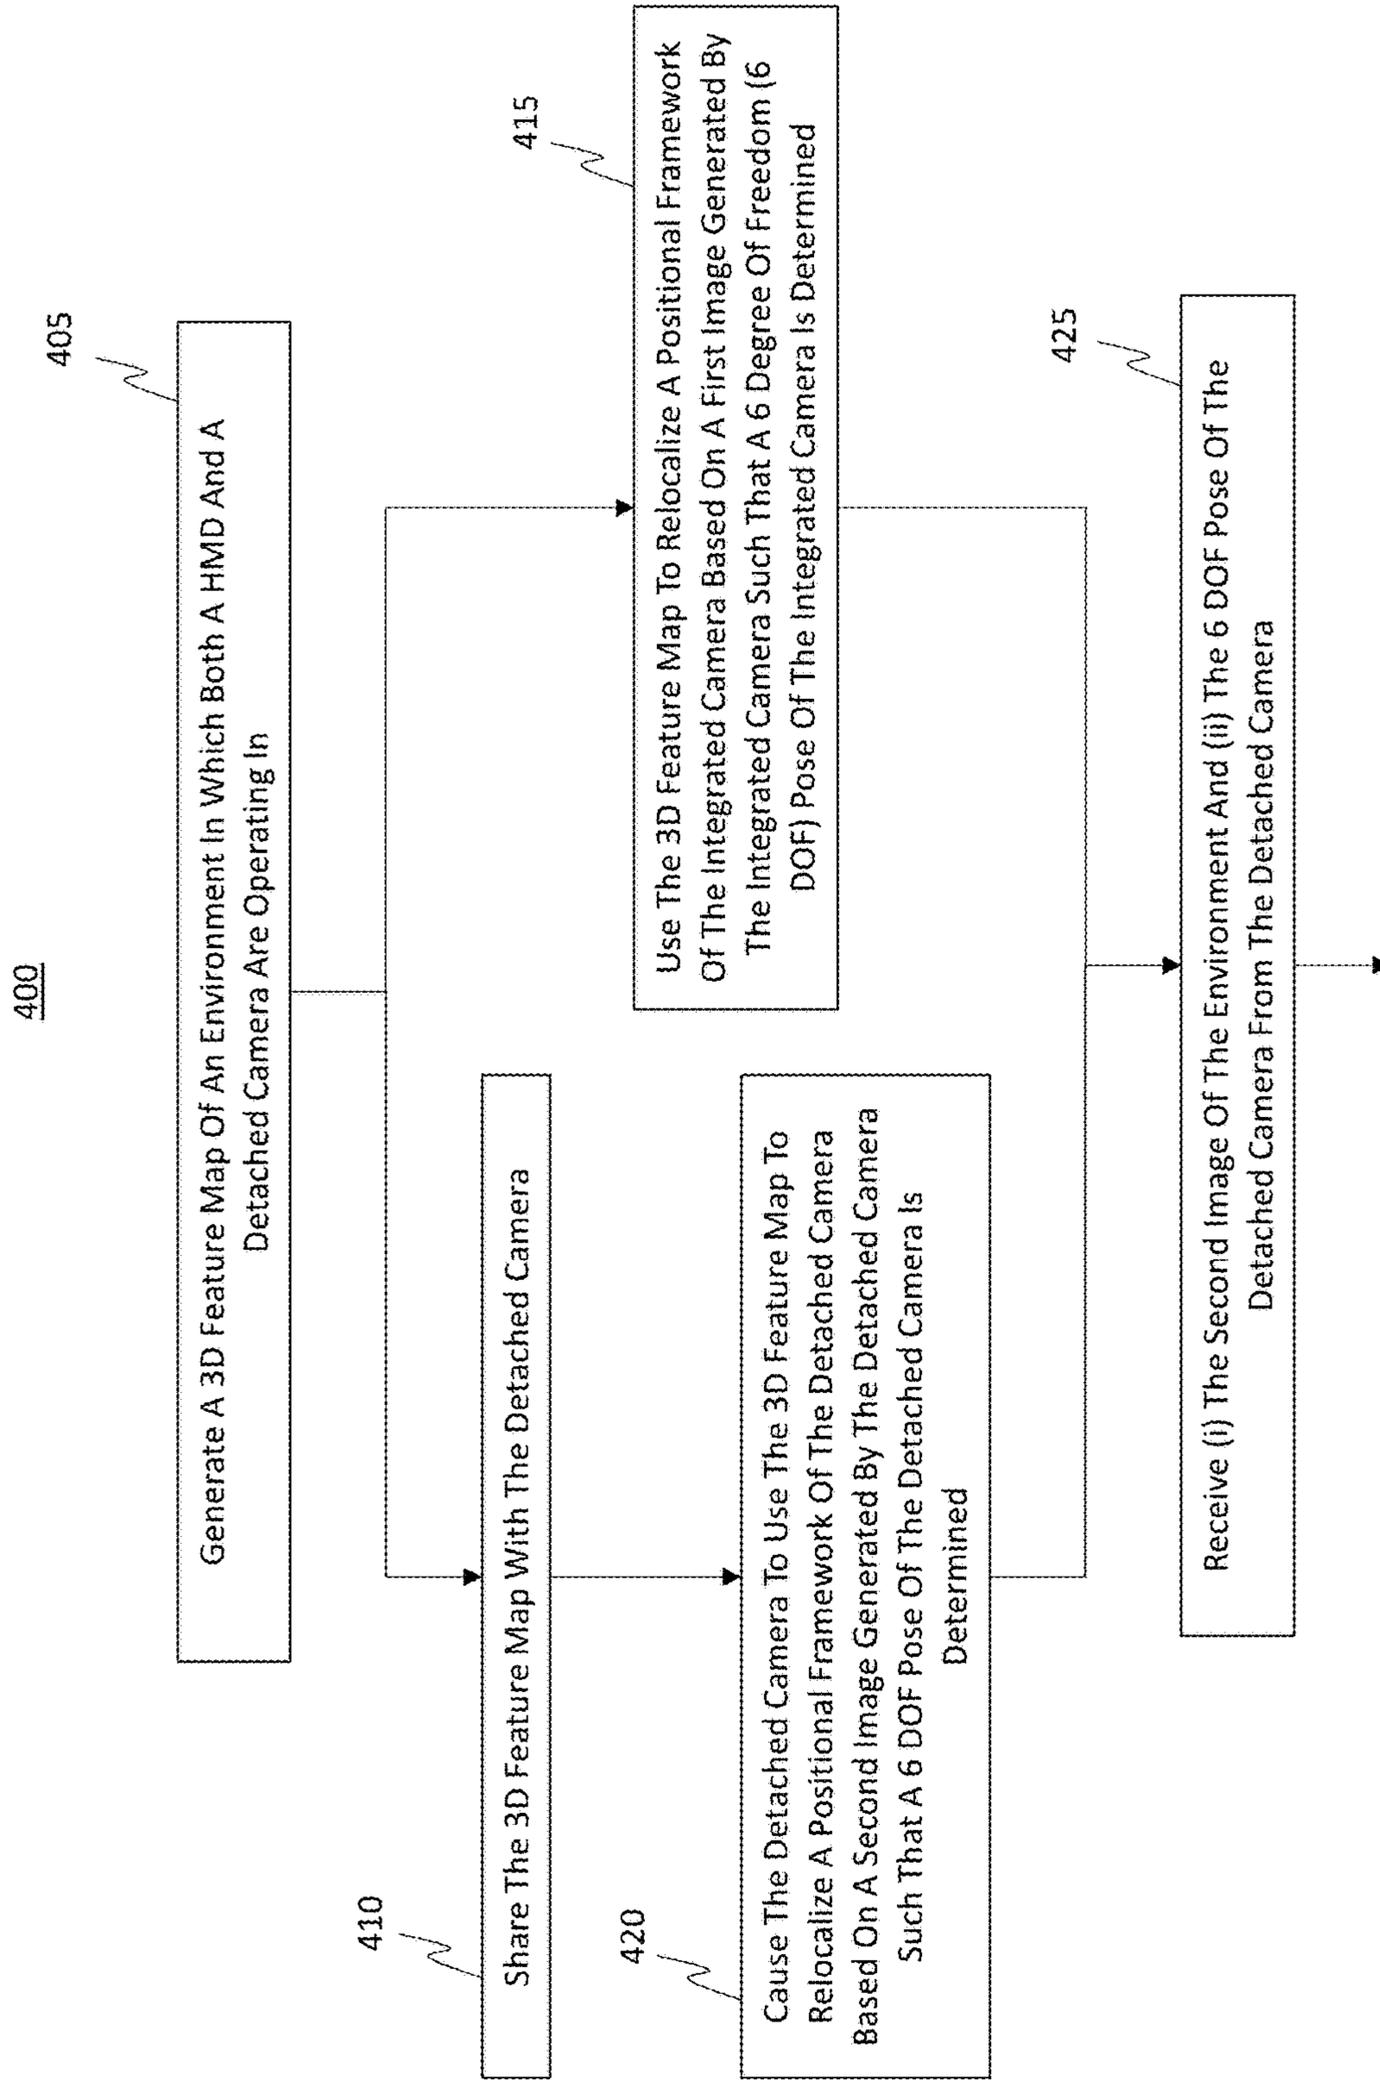 400
405
Generate A 3D Feature Map Of An Environment In Which Both A HMD And A
Detached Camera Are Operating In
410
Share The 3D Feature Map With The Detached Camera
415
Use The 3D Feature Map To Relocalize A Positional Framework
Of The Integrated Camera Based On A First Image Generated By
The Integrated Camera Such That A 6 Degree Of Freedom (6
DOF) Pose Of The Integrated Camera Is Determined
420
Cause The Detached Camera To Use The 3D Feature Map To
Relocalize A Positional Framework Of The Detached Camera
Based On A Second Image Generated By The Detached Camera
Such That A 6 DOF Pose Of The Detached Camera Is
Determined
425
Receive (i) The Second Image Of The Environment And (ii) The 6 DOF Pose Of The
Detached Camera From The Detached Camera